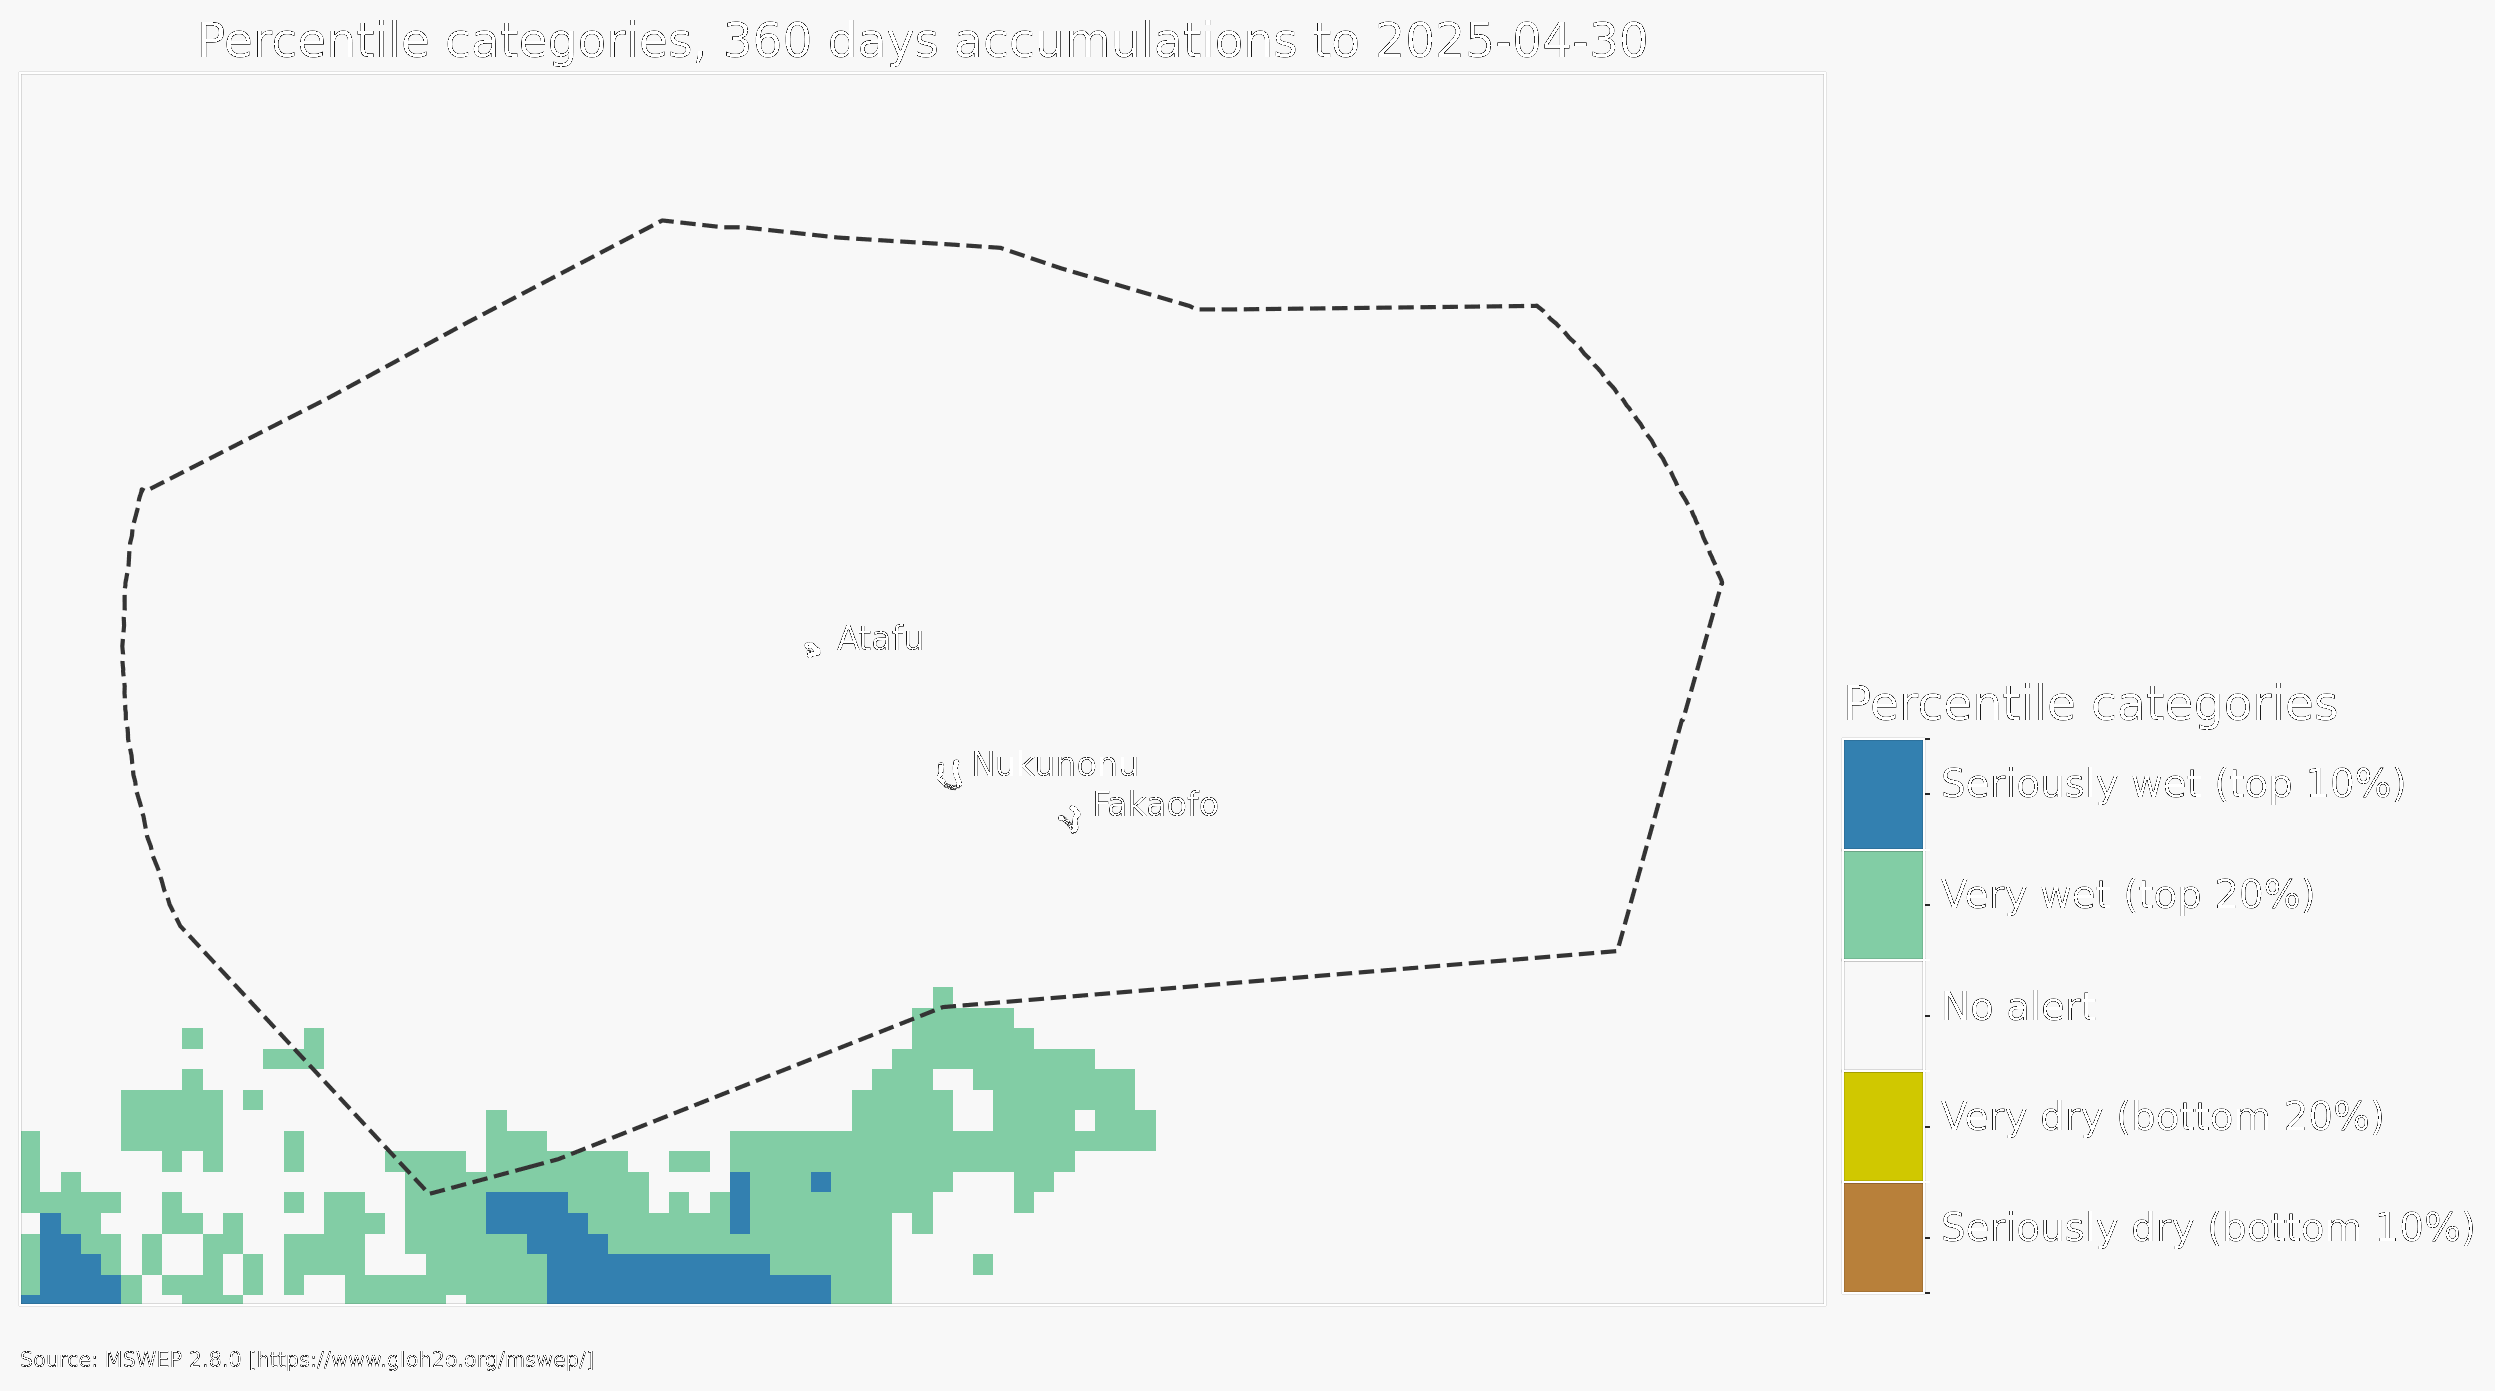 Percentile categories, 360 days accumulations to 2025-04-30
Atafu
Nukunonu
Fakaofo
Percentile categories
Seriously wet (top 10%)
Very wet (top 20%)
No alert
Very dry (bottom 20%)
Seriously dry (bottom 10%)
Source: MSWEP 2.8.0 [https://www.gloh2o.org/mswep/]